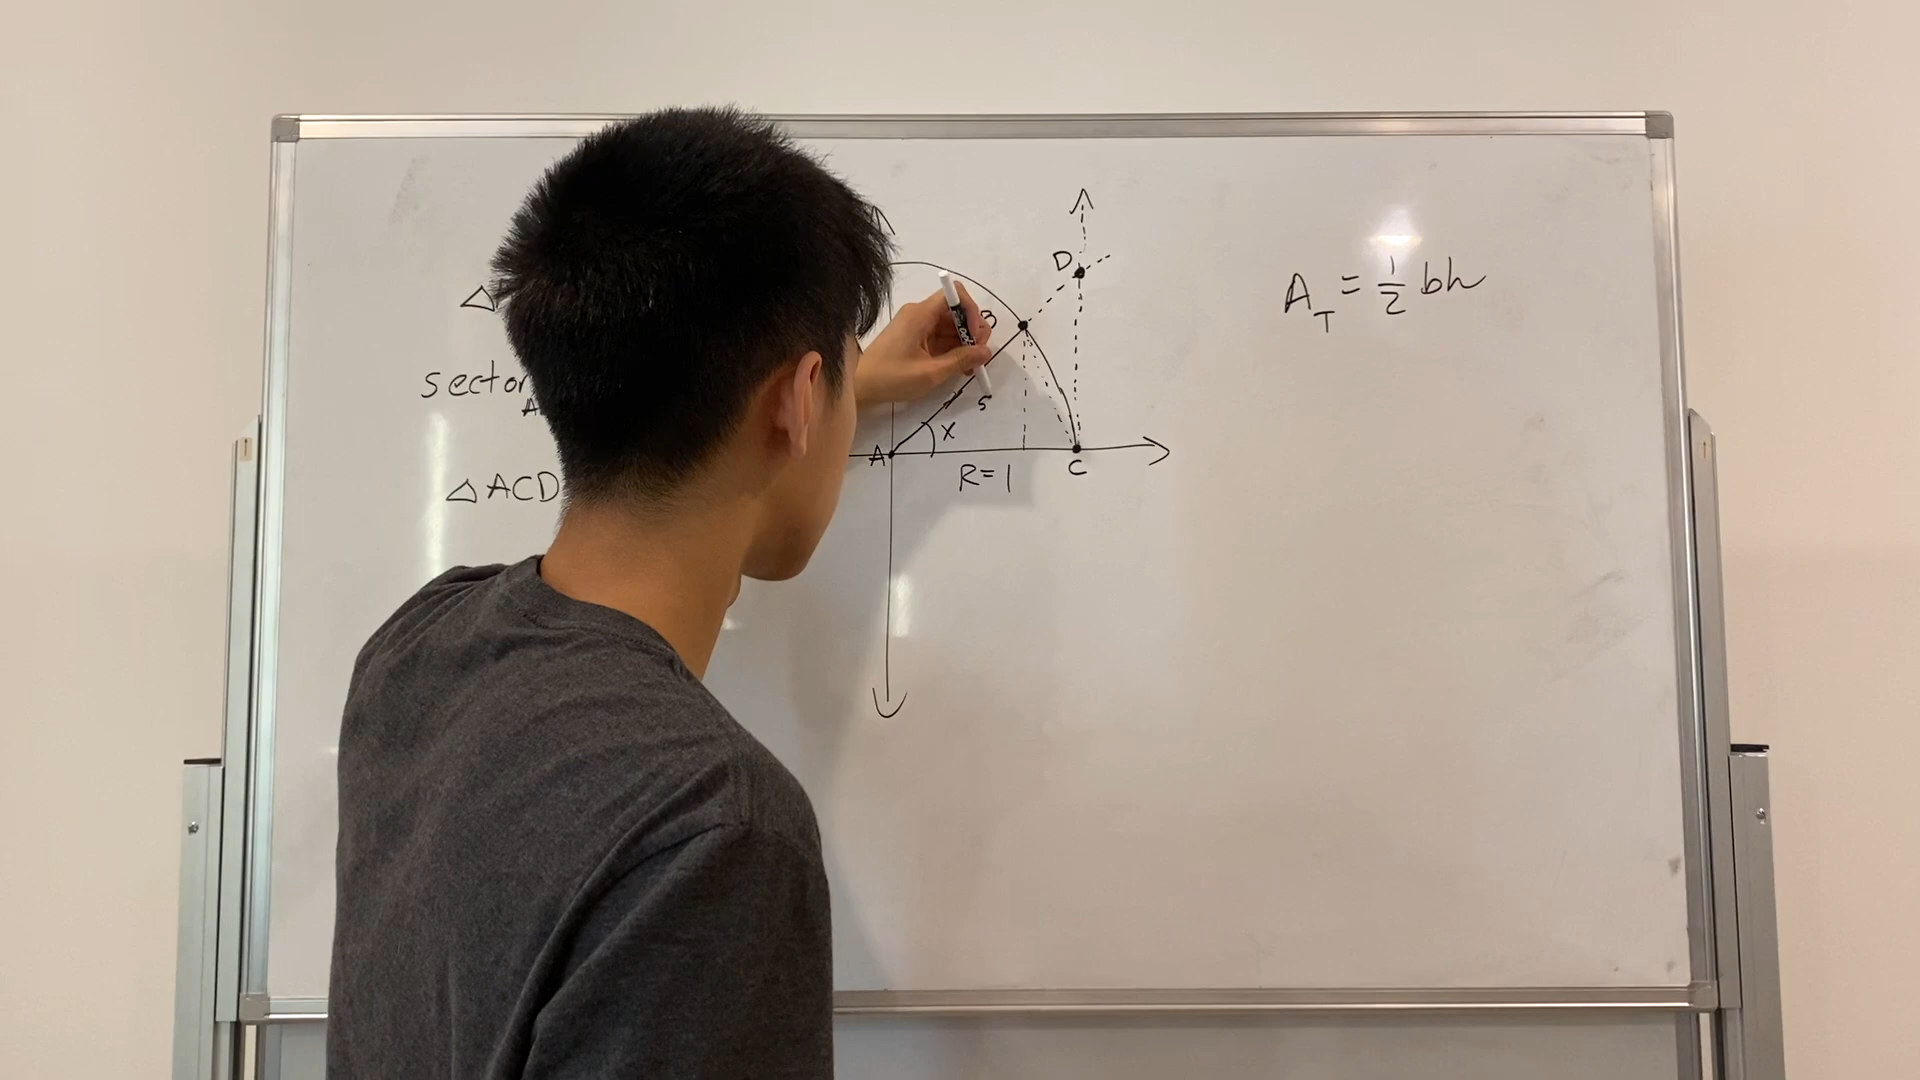 △
sector
A
△ACD
D
B
s
x
A
R=1
C
A_T = 1/2 bh